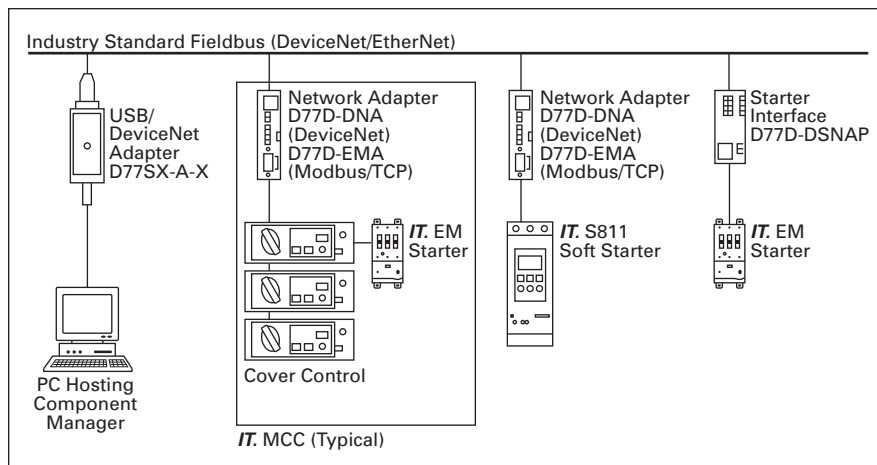 Industry Standard Fieldbus (DeviceNet/EtherNet)
USB/
DeviceNet
Adapter
D77SX-A-X
PC Hosting
Component
Manager
Network Adapter
D77D-DNA
(DeviceNet)
D77D-EMA
(Modbus/TCP)
IT. EM
Starter
Cover Control
IT. MCC (Typical)
Network Adapter
D77D-DNA
(DeviceNet)
D77D-EMA
(Modbus/TCP)
IT. S811
Soft Starter
Starter
Interface
D77D-DSNAP
IT. EM
Starter